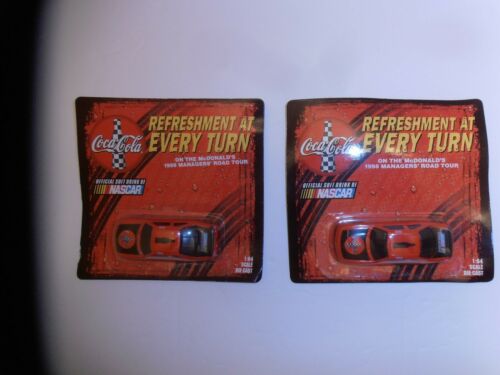 REFRESHMENT AT
EVERY TURN
Coca-Cola
ON THE McDONALD'S
1998 MANAGERS' ROAD TOUR
OFFICIAL SOFT DRINK OF
NASCAR
1:64
SCALE
DIE-CAST
REFRESHMENT AT
EVERY TURN
Coca-Cola
ON THE McDONALD'S
1998 MANAGERS' ROAD TOUR
OFFICIAL SOFT DRINK OF
NASCAR
1:64
SCALE
DIE-CAST